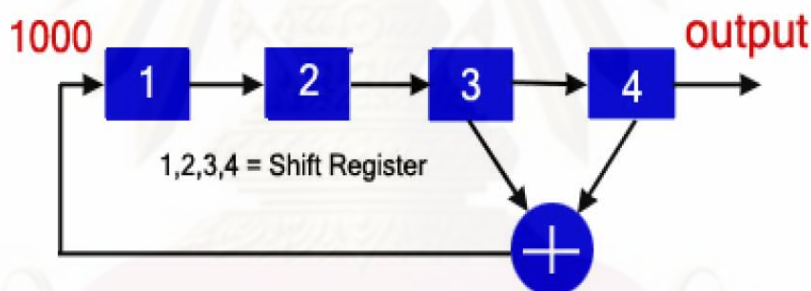 1000
output
1 2 3 4
1,2,3,4 = Shift Register
+